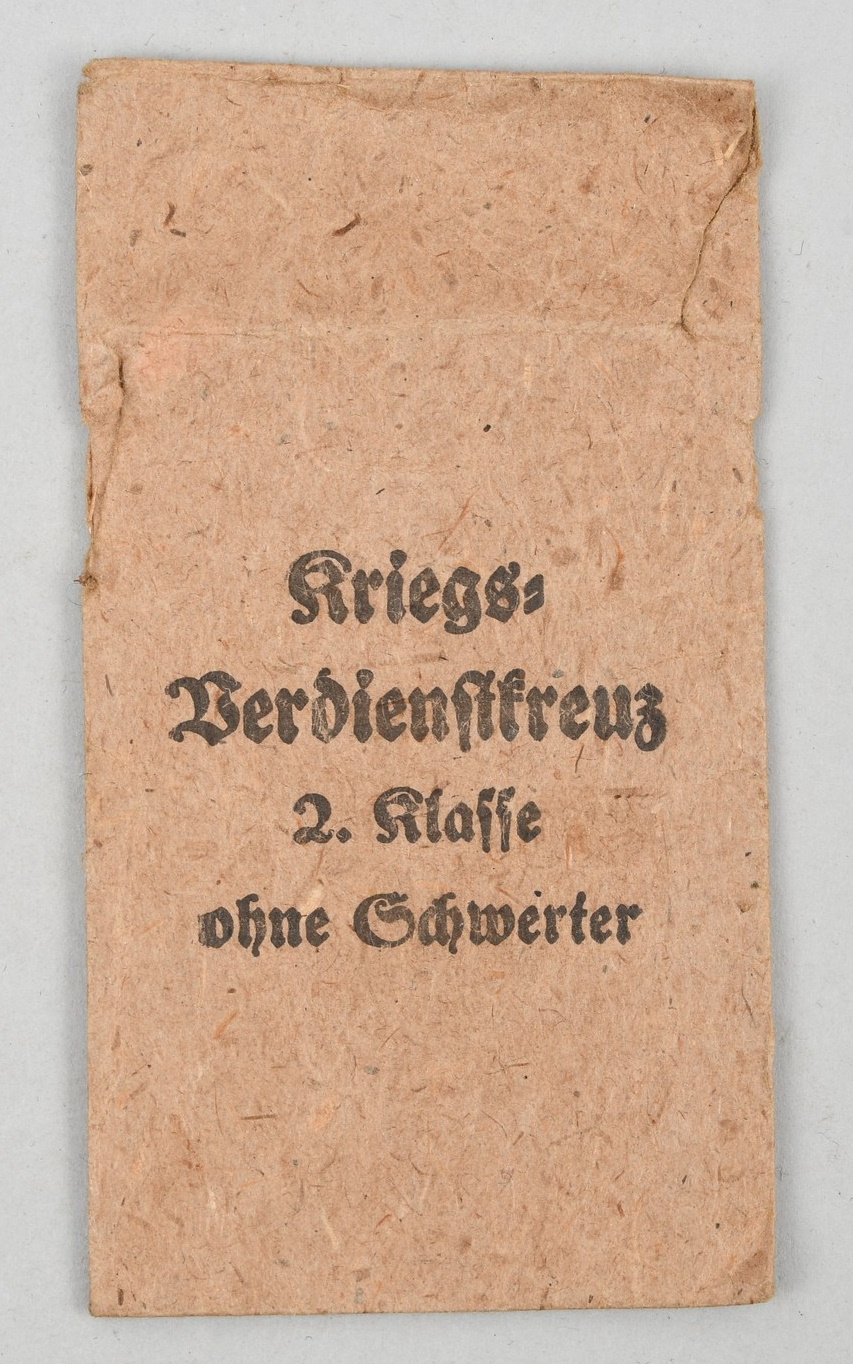 Kriegs-
Verdienstkreuz
2. Klasse
ohne Schwerter